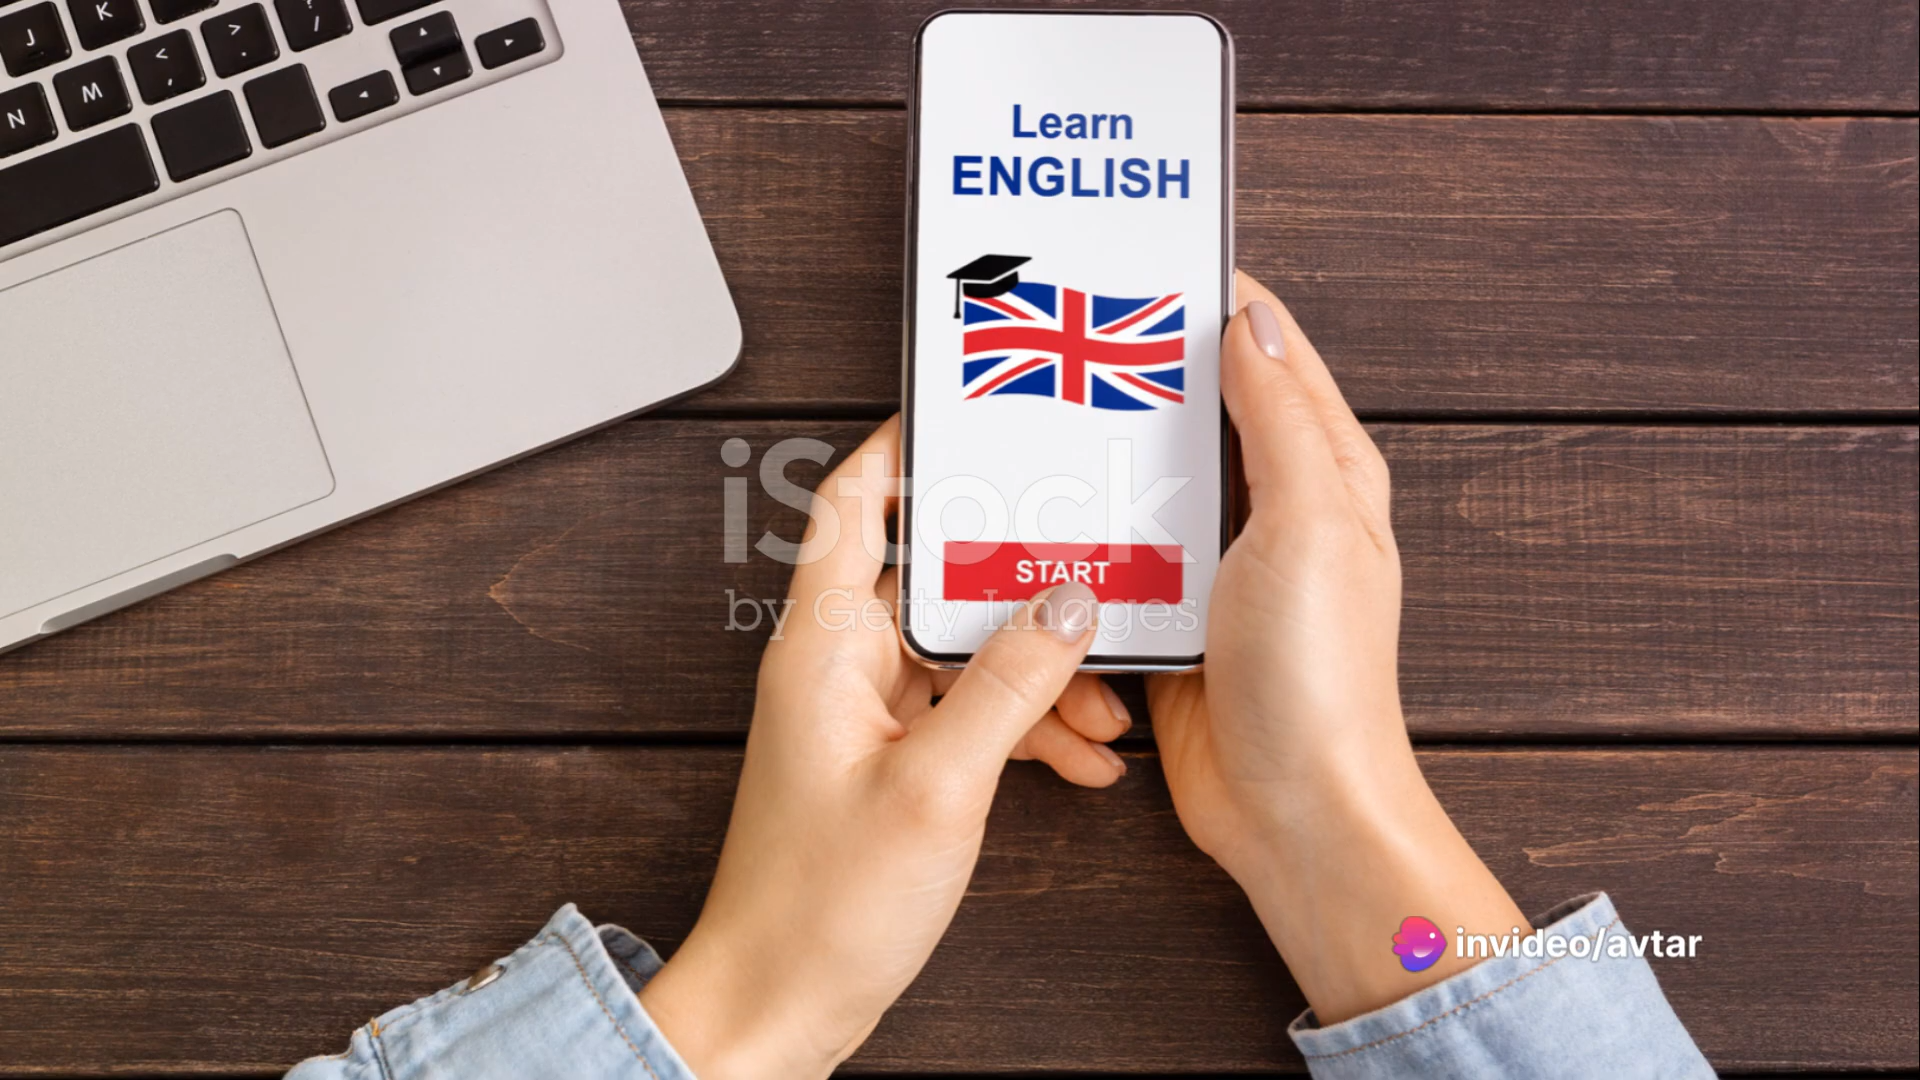 J
K
<
,
>
.
?
/
N
M
Learn
ENGLISH
iStock
START
by Getty Images
invideo/avtar